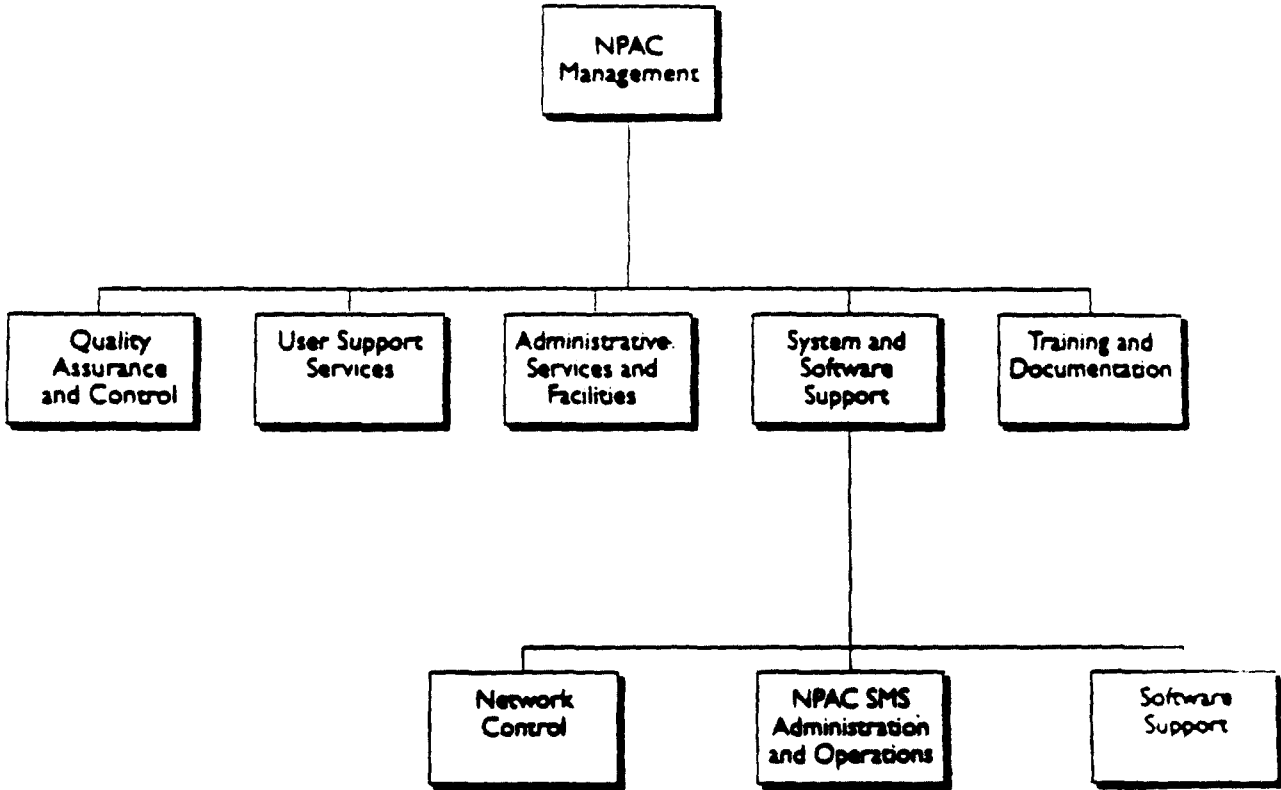 NPAC
Management
Quality
Assurance
and Control
User Support
Services
Administrative
Services and
Facilities
System and
Software
Support
Training and
Documentation
Network
Control
NPAC SMS
Administration
and Operations
Software
Support